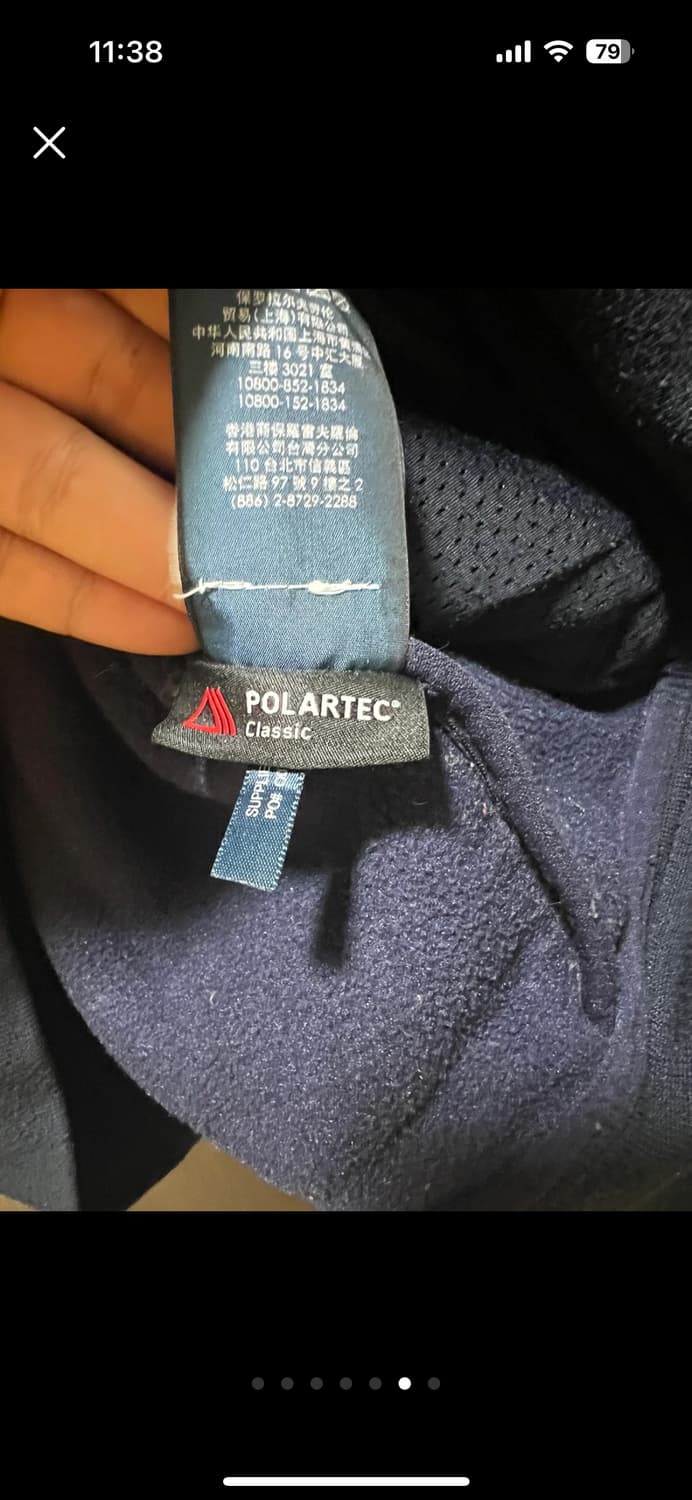 11:38
79
保罗拉尔夫劳伦
贸易(上海)有限公司
中华人民共和国上海市黄浦区
河南南路 16 号中汇大厦
三楼 3021 室
10800-852-1834
10800-152-1834
香港商保羅雷夫羅倫
有限公司台灣分公司
110 台北市信義區
松仁路 97 號 9 樓之 2
(886) 2-8729-2288
POLARTEC®
Classic
PO#